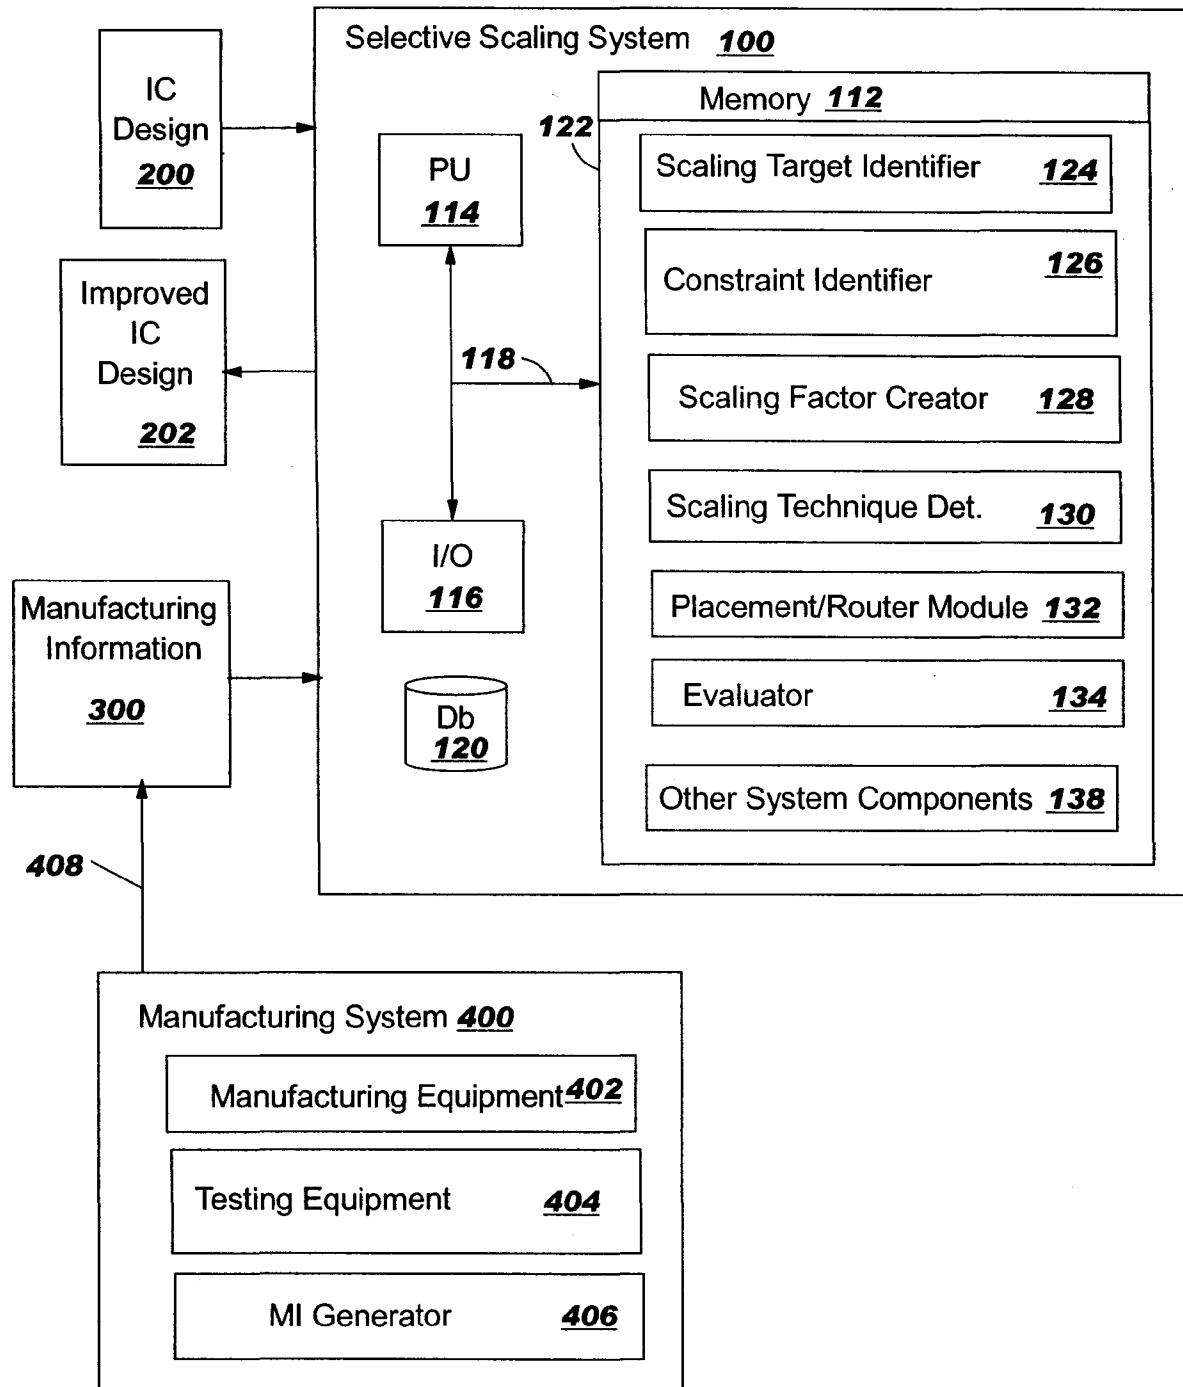 Selective Scaling System 100
IC
Design
200
Memory 112
122
PU
114
Scaling Target Identifier 124
Constraint Identifier 126
Improved
IC
Design
202
118
Scaling Factor Creator 128
Scaling Technique Det. 130
I/O
116
Placement/Router Module 132
Manufacturing
Information
300
Evaluator 134
Db
120
Other System Components 138
408
Manufacturing System 400
Manufacturing Equipment 402
Testing Equipment 404
MI Generator 406